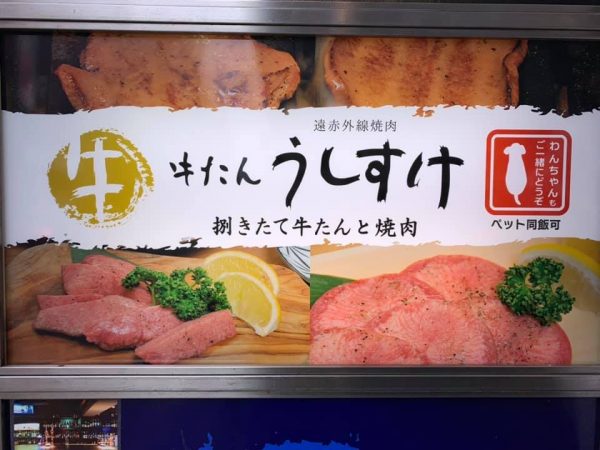 遠赤外線焼肉
牛
牛たん うしすけ
捌きたて牛たんと焼肉
わんちゃんも
ご一緒にどうぞ
ペット同飯可